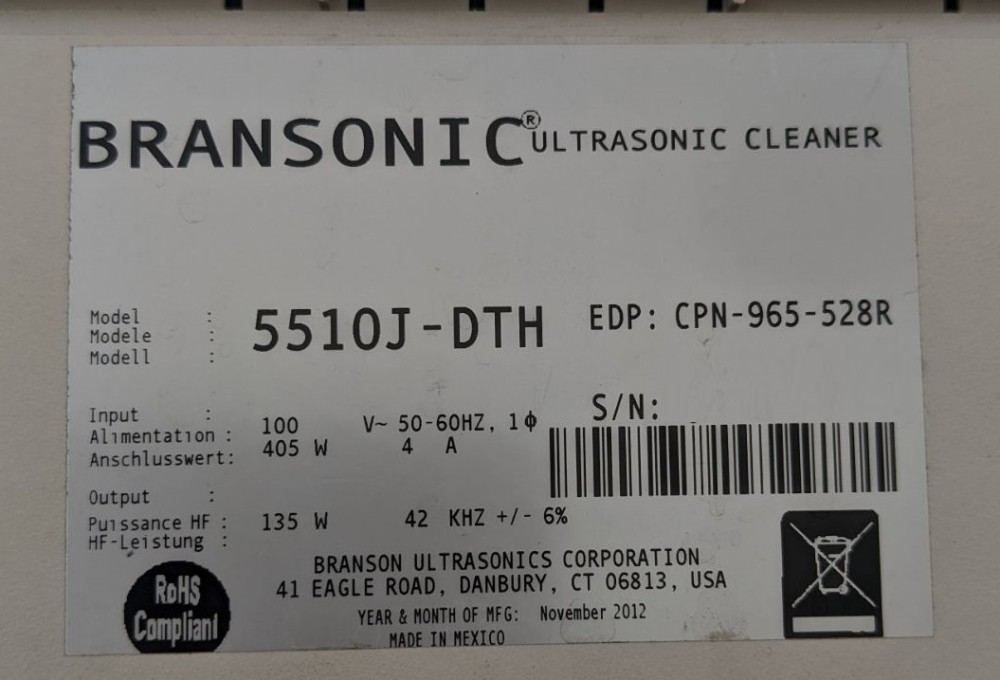 BRANSONIC® ULTRASONIC CLEANER
Model :
Modele :
Modell :
5510J-DTH EDP: CPN-965-528R
Input :
Alimentation :
Anschlusswert:
100 V~ 50-60HZ, 1ϕ
405 W 4 A
S/N:
Output :
Puissance HF :
HF-Leistung :
135 W 42 KHZ +/- 6%
BRANSON ULTRASONICS CORPORATION
41 EAGLE ROAD, DANBURY, CT 06813, USA
YEAR & MONTH OF MFG: November 2012
MADE IN MEXICO
RoHS
Compliant